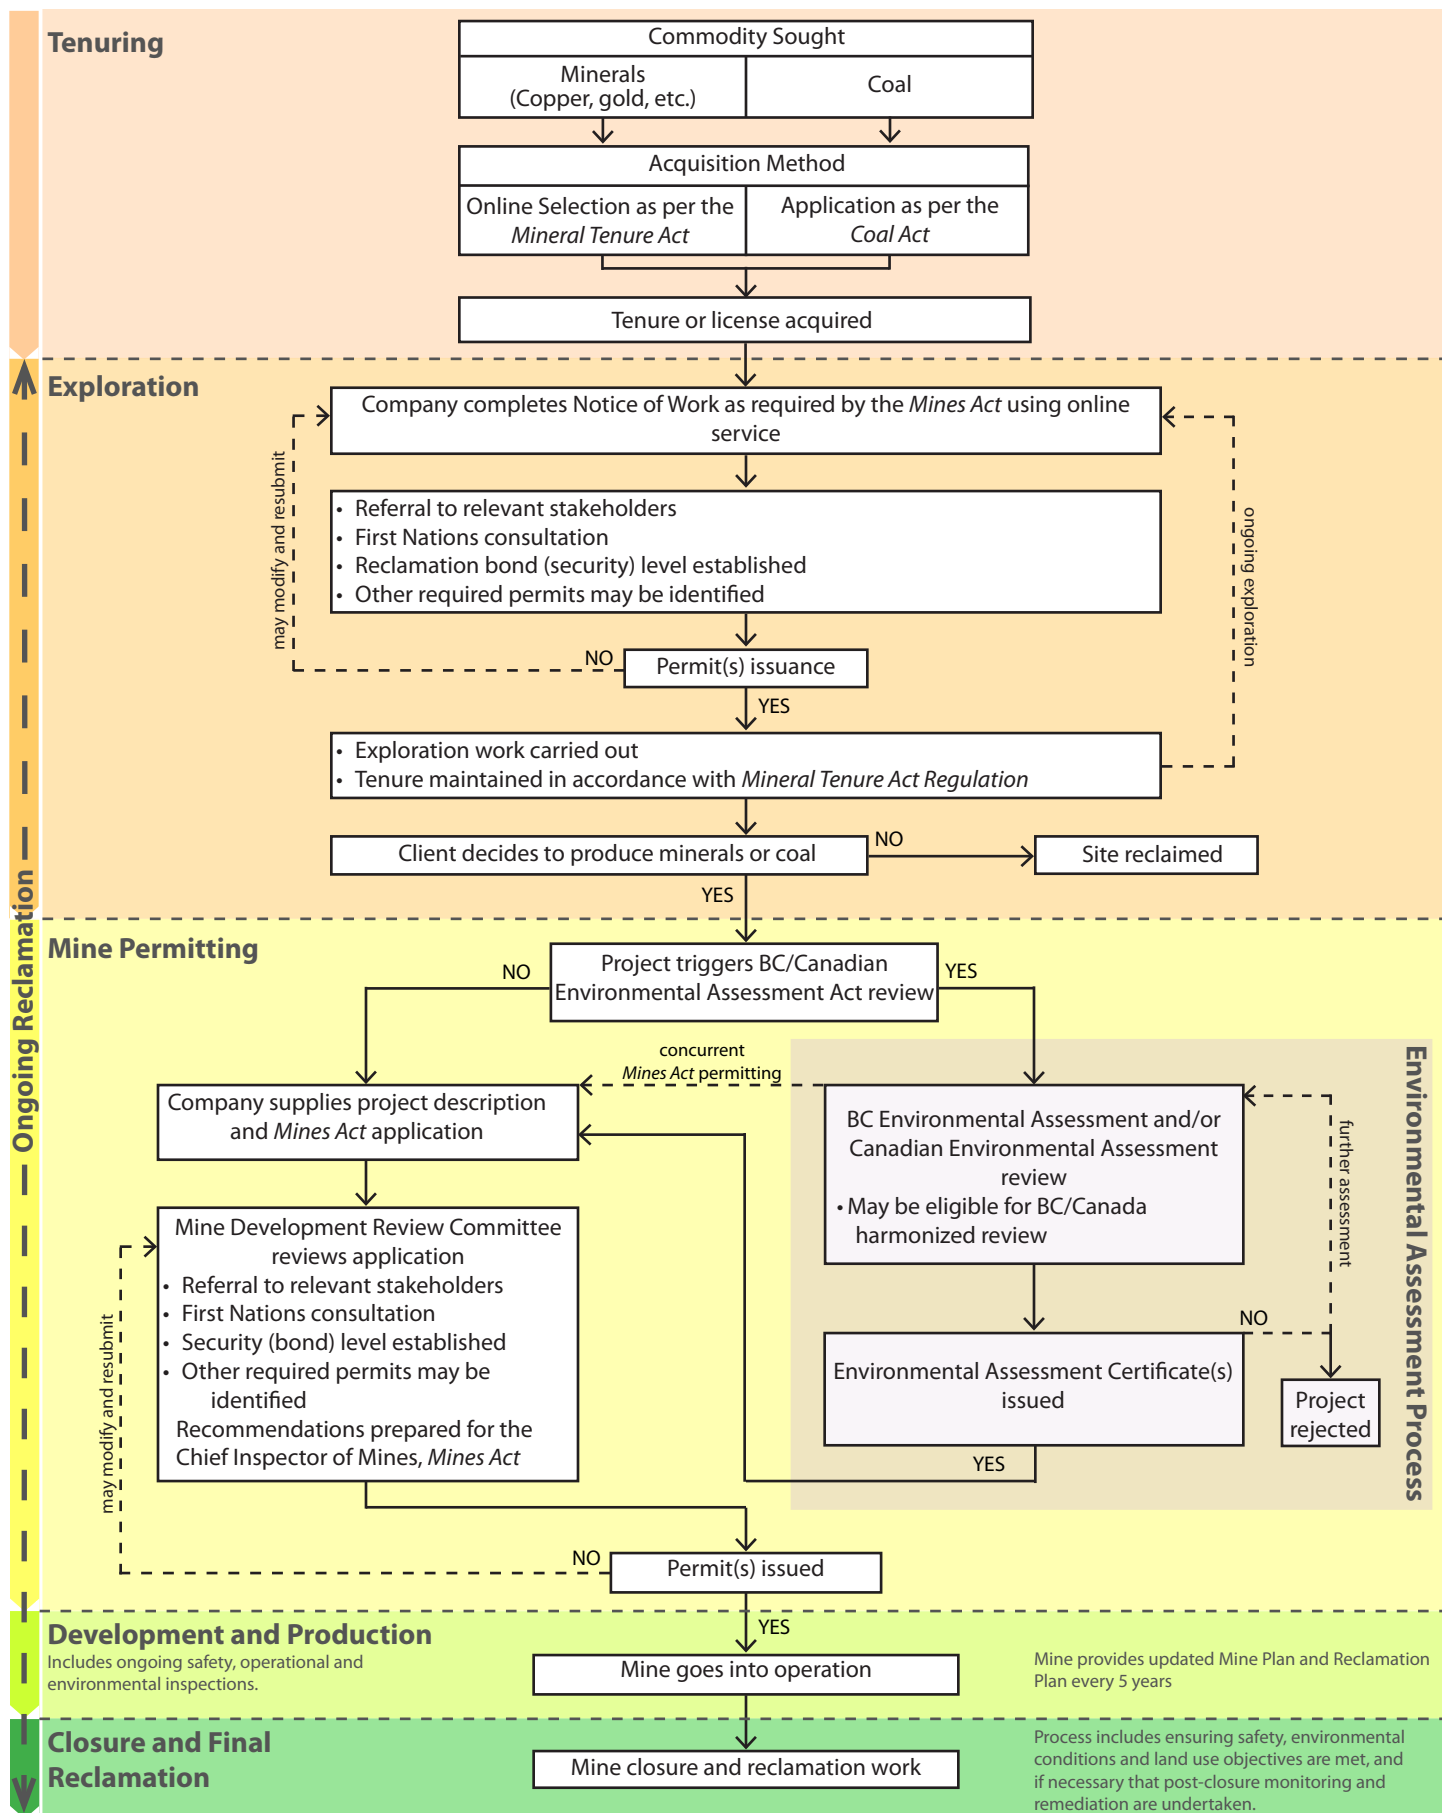 Tenuring
Commodity Sought
Minerals
(Copper, gold, etc.)
Coal
Acquisition Method
Online Selection as per the
Mineral Tenure Act
Application as per the
Coal Act
Tenure or license acquired
Exploration
Company completes Notice of Work as required by the Mines Act using online
service
may modify and resubmit
ongoing exploration
• Referral to relevant stakeholders
• First Nations consultation
• Reclamation bond (security) level established
• Other required permits may be identified
NO
Permit(s) issuance
YES
• Exploration work carried out
• Tenure maintained in accordance with Mineral Tenure Act Regulation
Client decides to produce minerals or coal
NO
Site reclaimed
YES
Ongoing Reclamation
Mine Permitting
NO
Project triggers BC/Canadian
Environmental Assessment Act review
YES
concurrent
Mines Act permitting
Environmental Assessment Process
Company supplies project description
and Mines Act application
BC Environmental Assessment and/or
Canadian Environmental Assessment
review
• May be eligible for BC/Canada
harmonized review
further assessment
Mine Development Review Committee
reviews application
• Referral to relevant stakeholders
• First Nations consultation
• Security (bond) level established
• Other required permits may be
identified
Recommendations prepared for the
Chief Inspector of Mines, Mines Act
may modify and resubmit
NO
Environmental Assessment Certificate(s)
issued
Project
rejected
YES
NO
Permit(s) issued
YES
Development and Production
Includes ongoing safety, operational and
environmental inspections.
Mine goes into operation
Mine provides updated Mine Plan and Reclamation
Plan every 5 years
Closure and Final
Reclamation
Mine closure and reclamation work
Process includes ensuring safety, environmental
conditions and land use objectives are met, and
if necessary that post-closure monitoring and
remediation are undertaken.